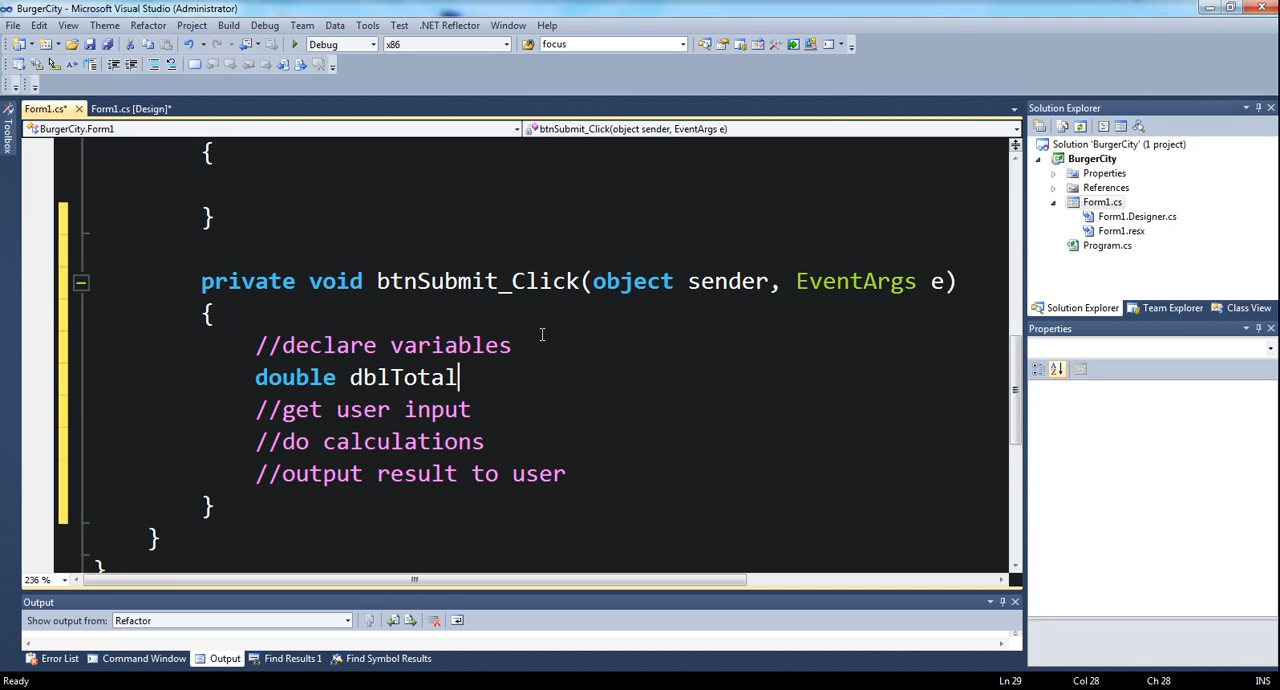 BurgerCity - Microsoft Visual Studio (Administrator)
File Edit View Theme Refactor Project Build Debug Team Data Tools Test .NET Reflector Window Help
Debug x86 focus
Form1.cs* Form1.cs [Design]*
BurgerCity.Form1 btnSubmit_Click(object sender, EventArgs e)
Toolbox
{
}
private void btnSubmit_Click(object sender, EventArgs e)
{
//declare variables
double dblTotal
//get user input
//do calculations
//output result to user
}
}
}
236 %
Solution Explorer
Solution 'BurgerCity' (1 project)
BurgerCity
Properties
References
Form1.cs
Form1.Designer.cs
Form1.resx
Program.cs
Solution Explorer Team Explorer Class View
Properties
Output
Show output from: Refactor
Error List Command Window Output Find Results 1 Find Symbol Results
Ready Ln 29 Col 28 Ch 28 INS